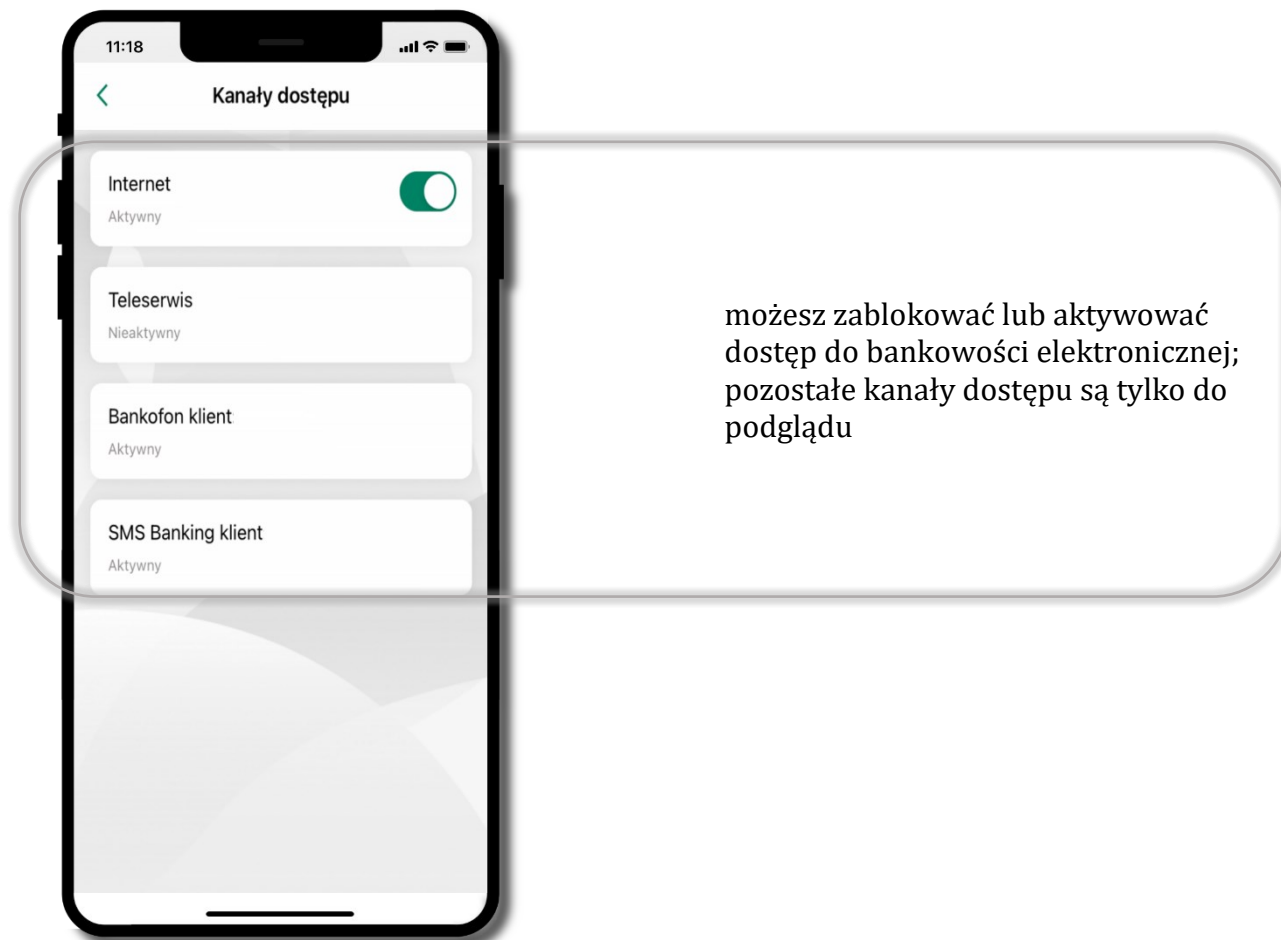 11:18
Kanały dostępu
Internet
Aktywny
Teleserwis
Nieaktywny
Bankofon klient
Aktywny
SMS Banking klient
Aktywny
możesz zablokować lub aktywować
dostęp do bankowości elektronicznej;
pozostałe kanały dostępu są tylko do
podglądu